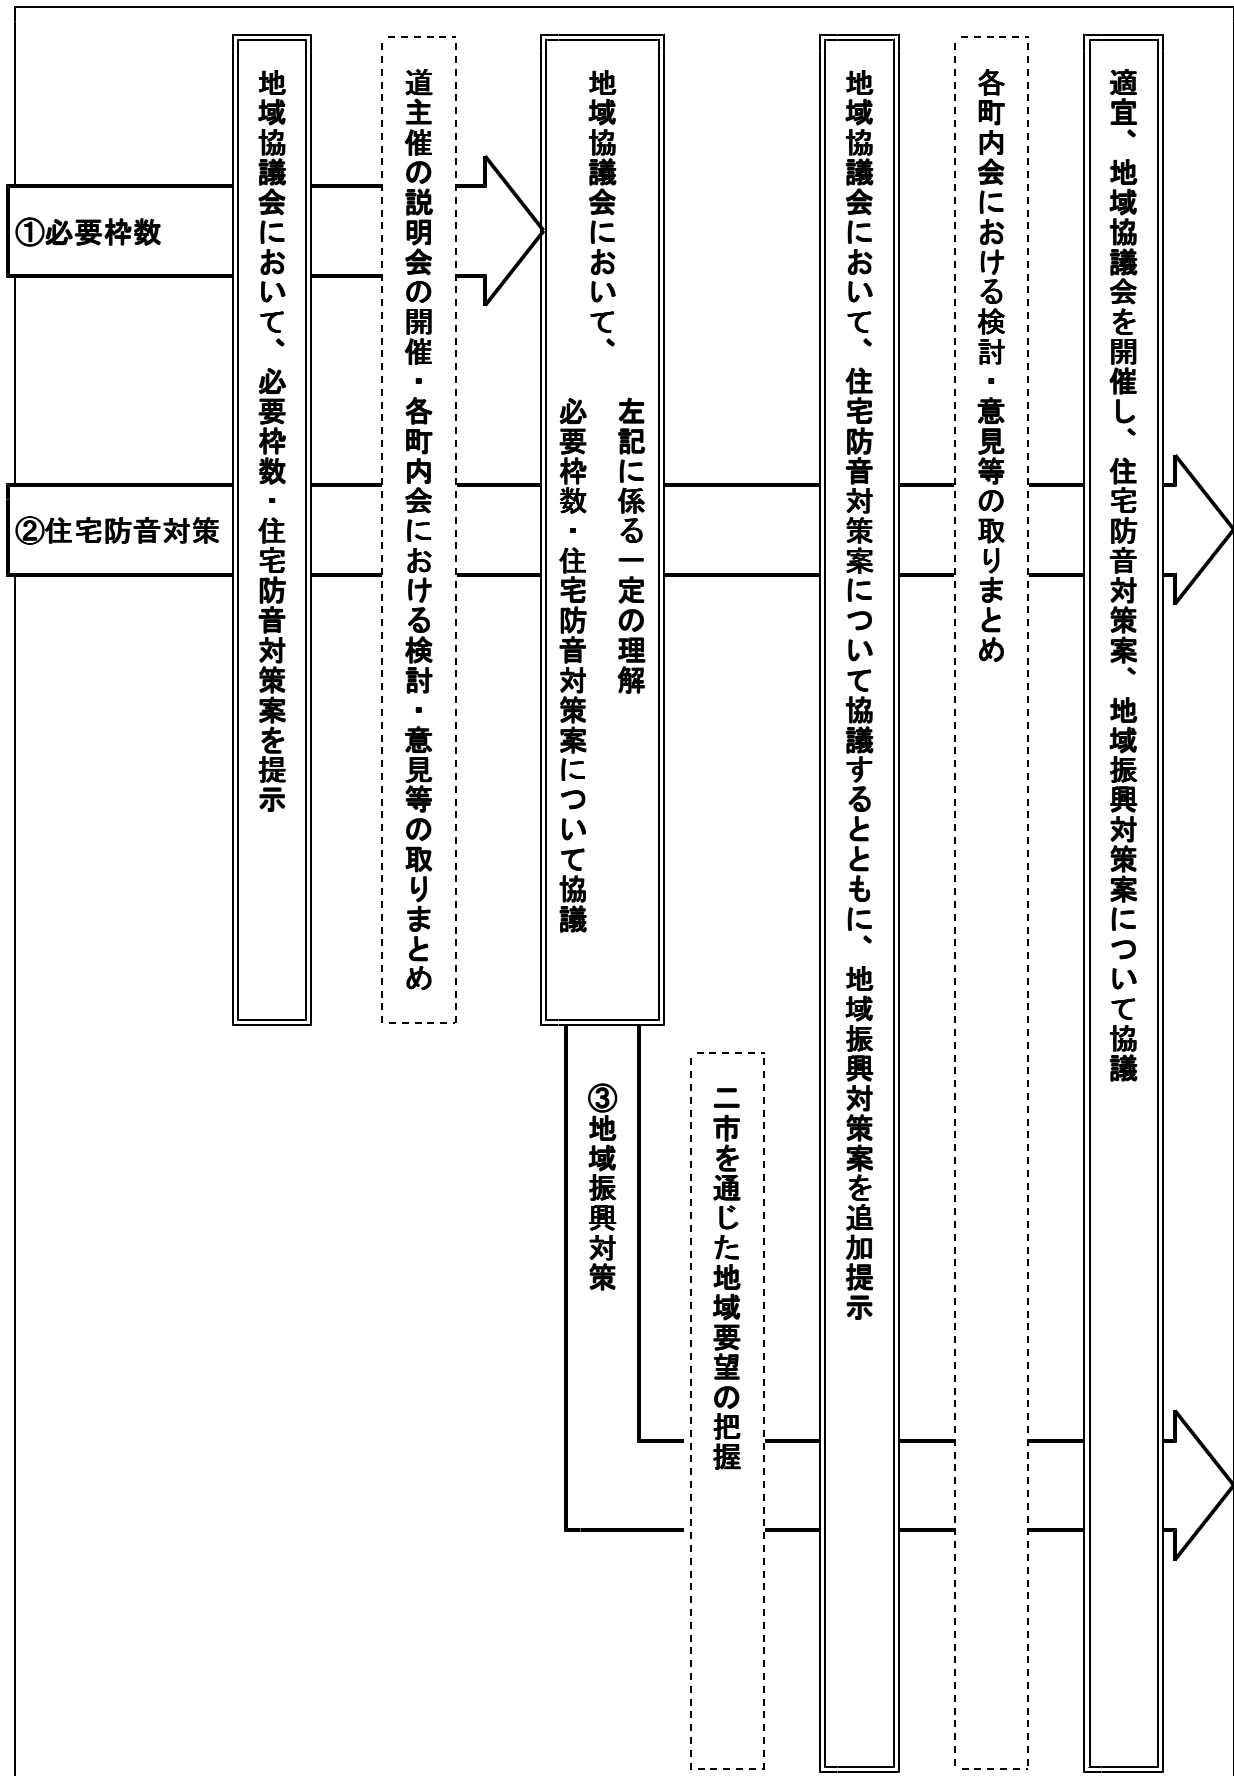 ①必要枠数
②住宅防音対策
地域協議会において、必要枠数・住宅防音対策案を提示
道主催の説明会の開催・各町内会における検討・意見等の取りまとめ
地域協議会において、
左記に係る一定の理解
必要枠数・住宅防音対策案について協議
③地域振興対策
二市を通じた地域要望の把握
地域協議会において、住宅防音対策案について協議するとともに、地域振興対策案を追加提示
各町内会における検討・意見等の取りまとめ
適宜、地域協議会を開催し、住宅防音対策案、地域振興対策案について協議